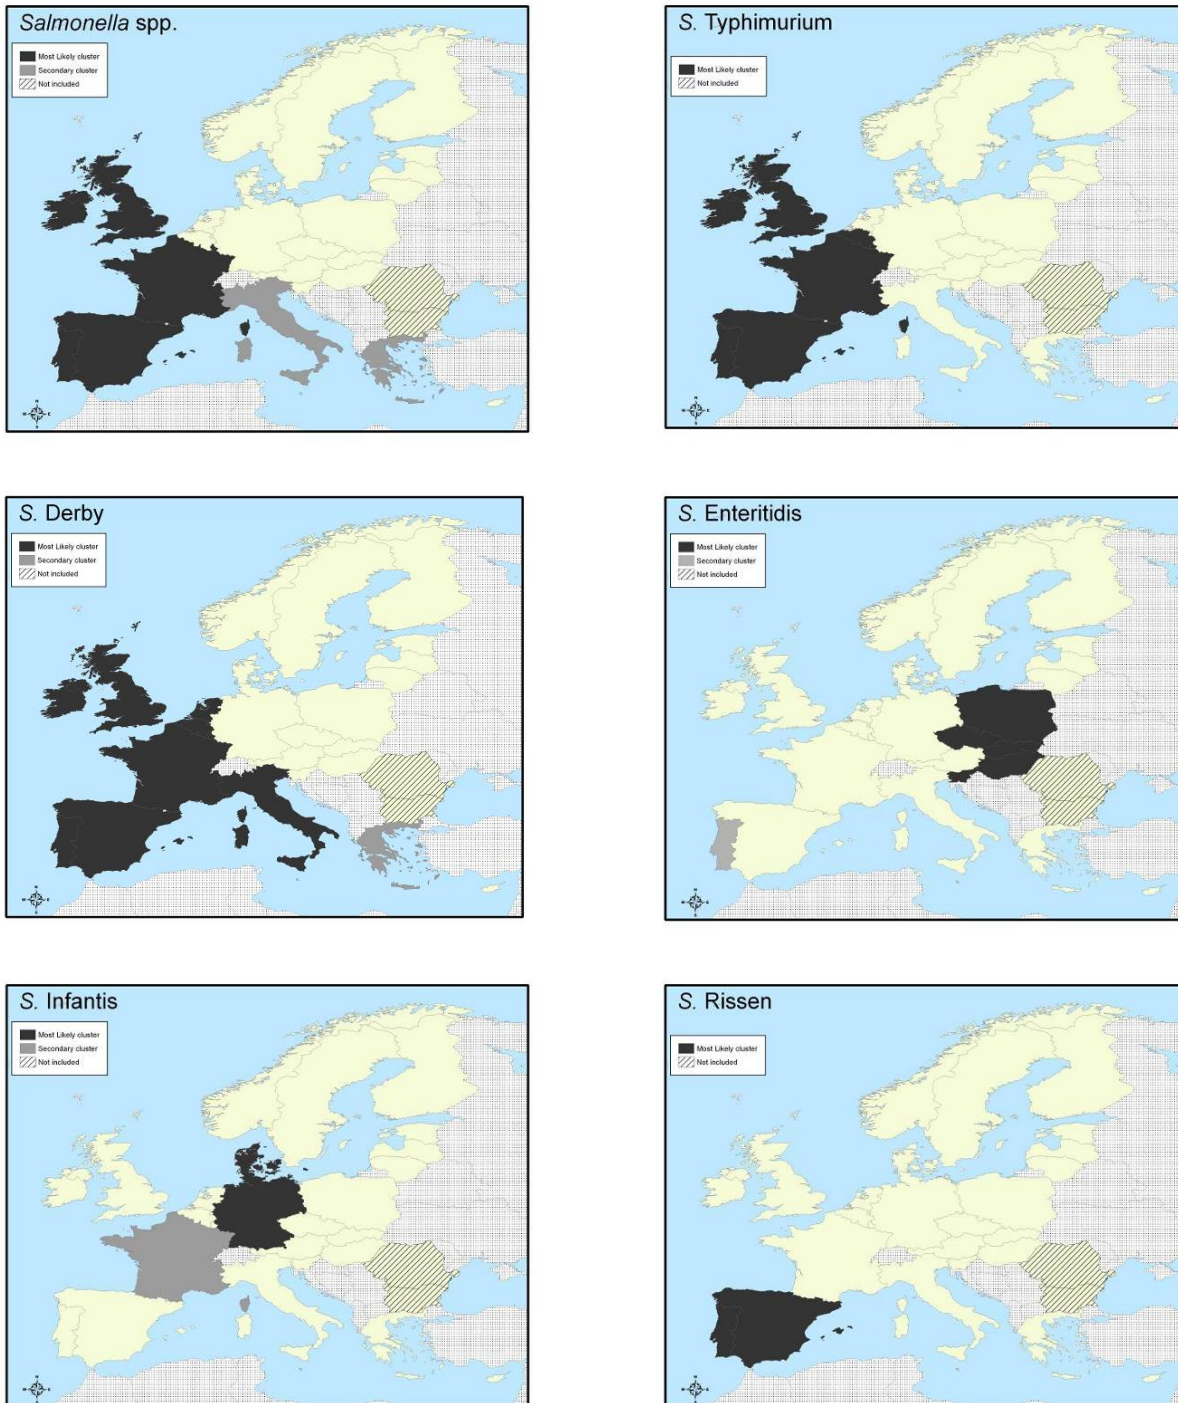 Salmonella spp.
Most Likely cluster
Secondary cluster
Not included
N
W E
S
S. Typhimurium
Most Likely cluster
Not included
N
W E
S
S. Derby
Most Likely cluster
Secondary cluster
Not included
N
W E
S
S. Enteritidis
Most Likely cluster
Secondary cluster
Not included
N
W E
S
S. Infantis
Most Likely cluster
Secondary cluster
Not included
N
W E
S
S. Rissen
Most Likely cluster
Not included
N
W E
S